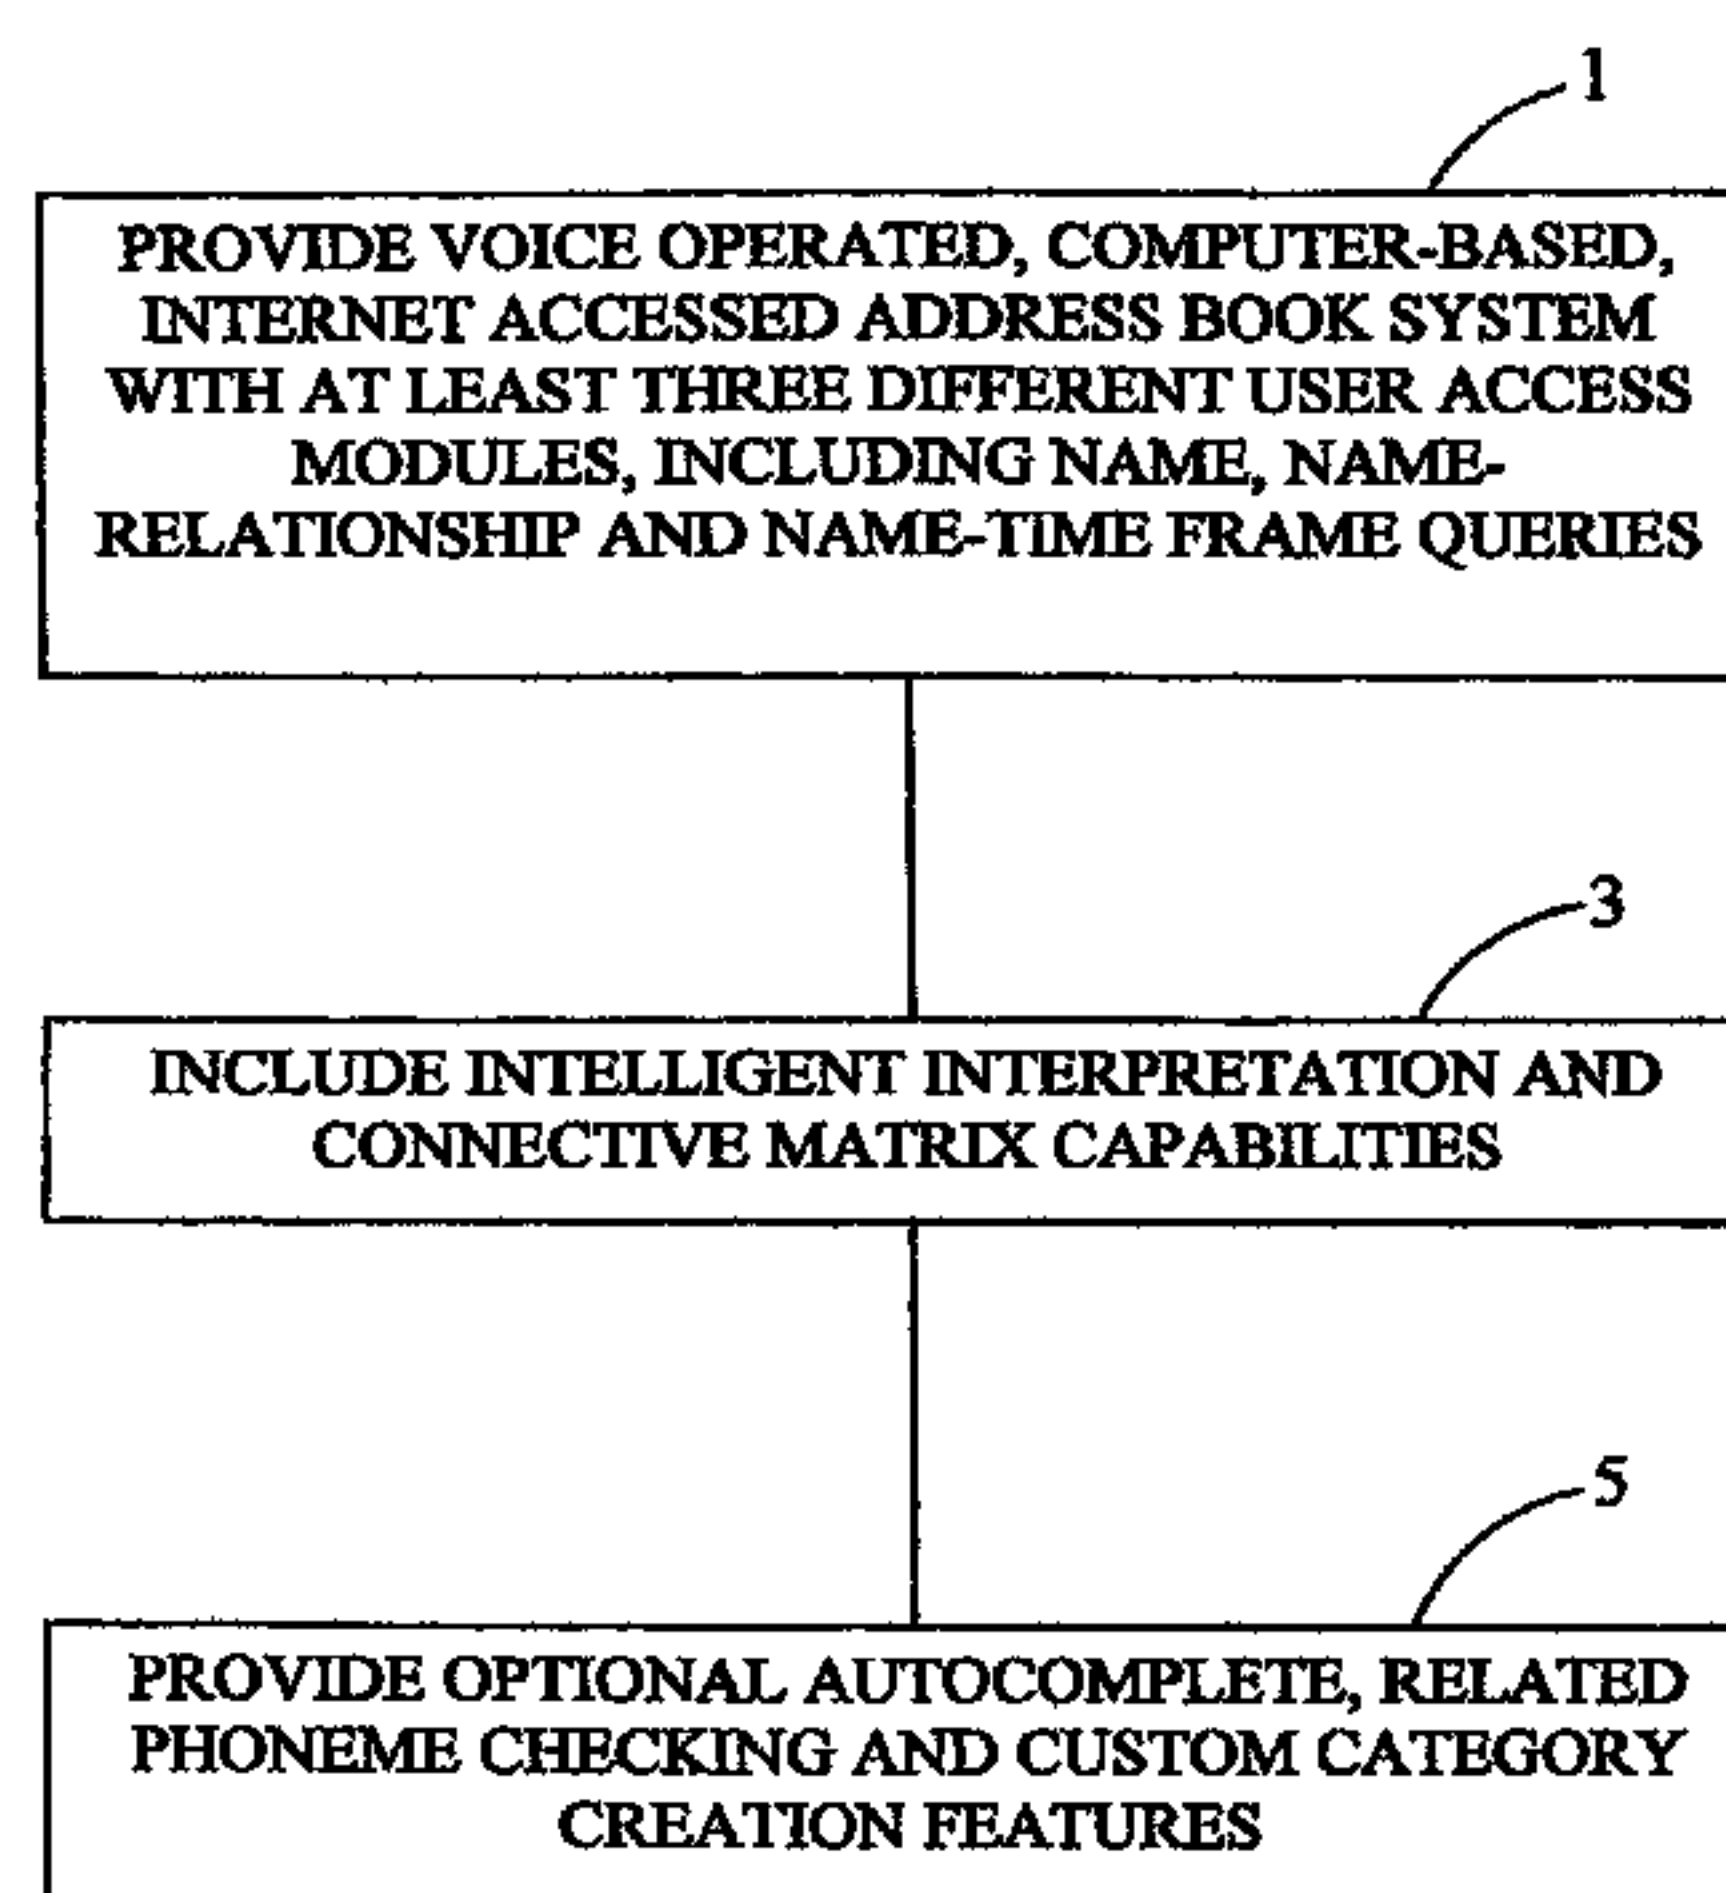 1
PROVIDE VOICE OPERATED, COMPUTER-BASED,
INTERNET ACCESSED ADDRESS BOOK SYSTEM
WITH AT LEAST THREE DIFFERENT USER ACCESS
MODULES, INCLUDING NAME, NAME-
RELATIONSHIP AND NAME-TIME FRAME QUERIES
3
INCLUDE INTELLIGENT INTERPRETATION AND
CONNECTIVE MATRIX CAPABILITIES
5
PROVIDE OPTIONAL AUTOCOMPLETE, RELATED
PHONEME CHECKING AND CUSTOM CATEGORY
CREATION FEATURES